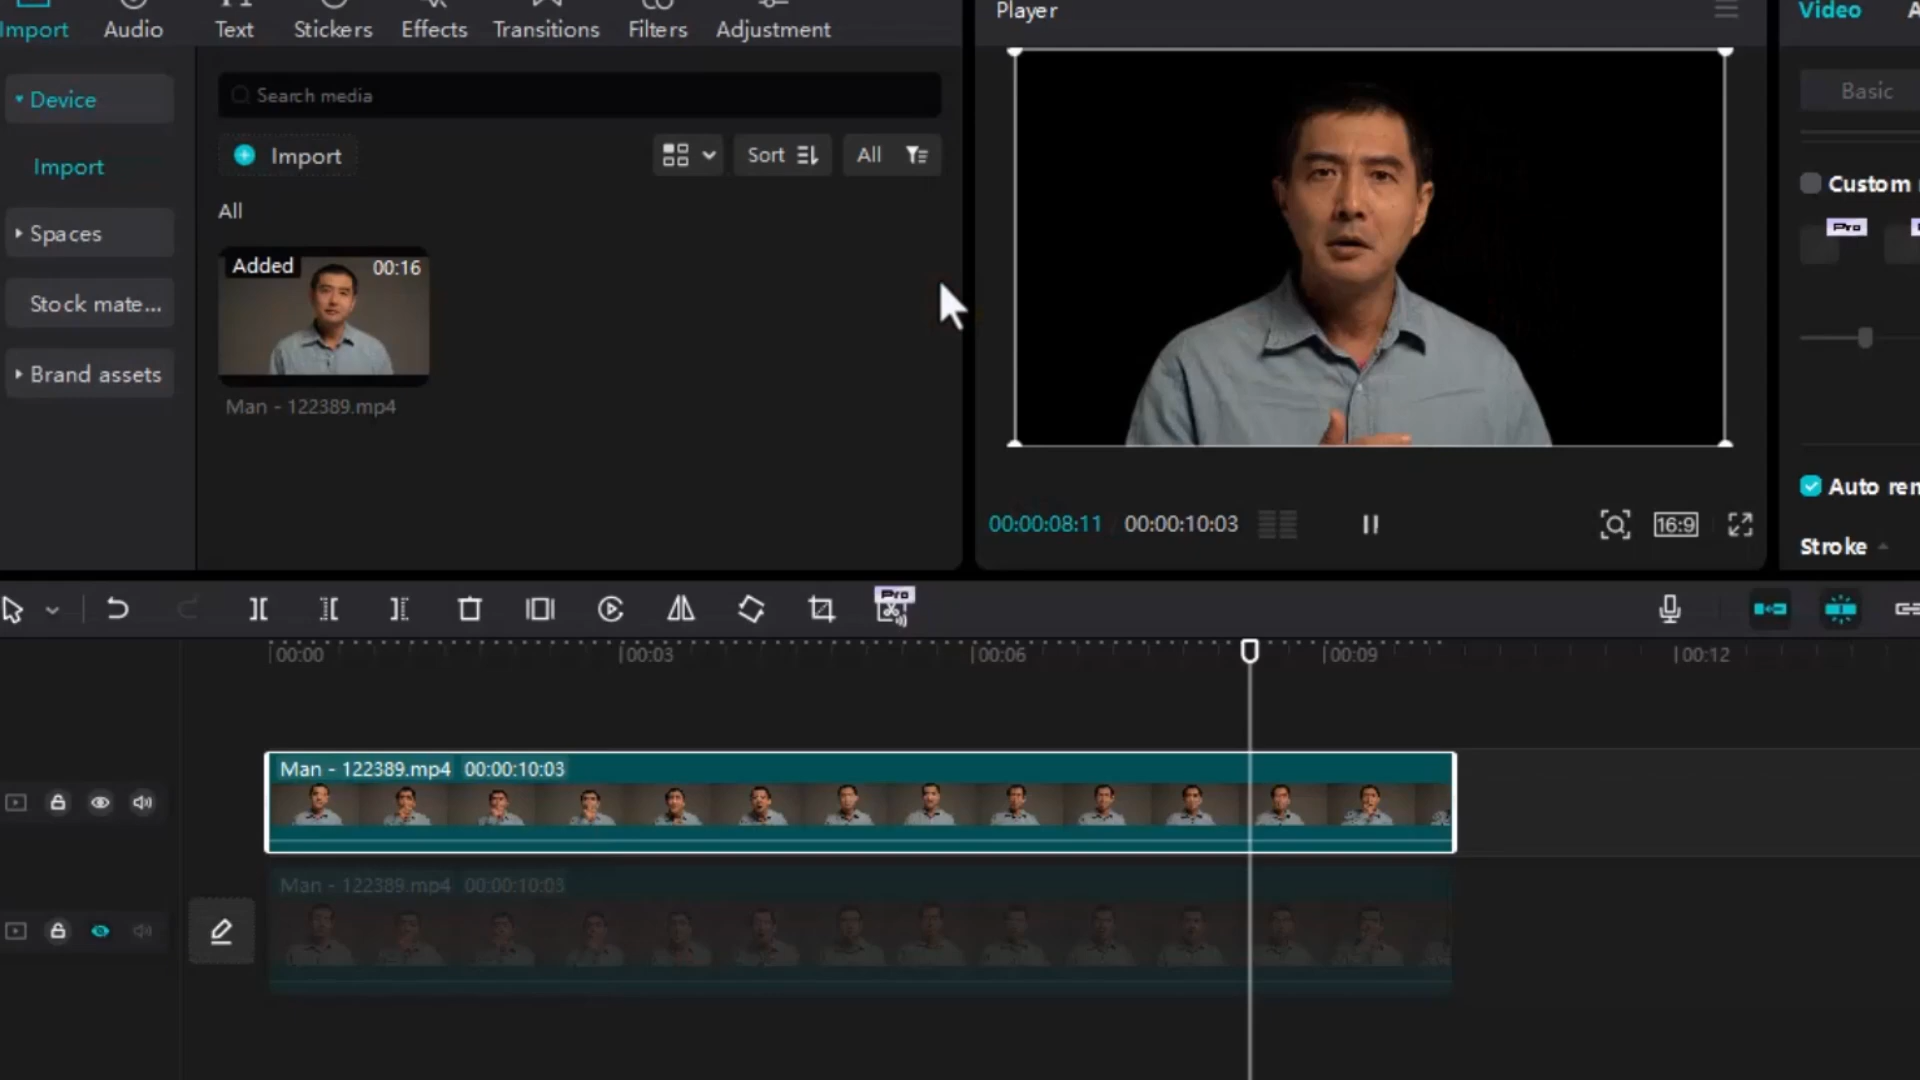 Import Audio Text Stickers Effects Transitions Filters Adjustment
Player
Video
Device
Search media
Basic
Import
Import
Sort
All
Custom
All
Pro
Spaces
Added 00:16
Stock mate...
Brand assets
Man - 122389.mp4
Auto rem
00:00:08:11 00:00:10:03
16:9
Stroke
Pro
00:00 00:03 00:06 00:09 00:12
Man - 122389.mp4 00:00:10:03
Man - 122389.mp4 00:00:10:03